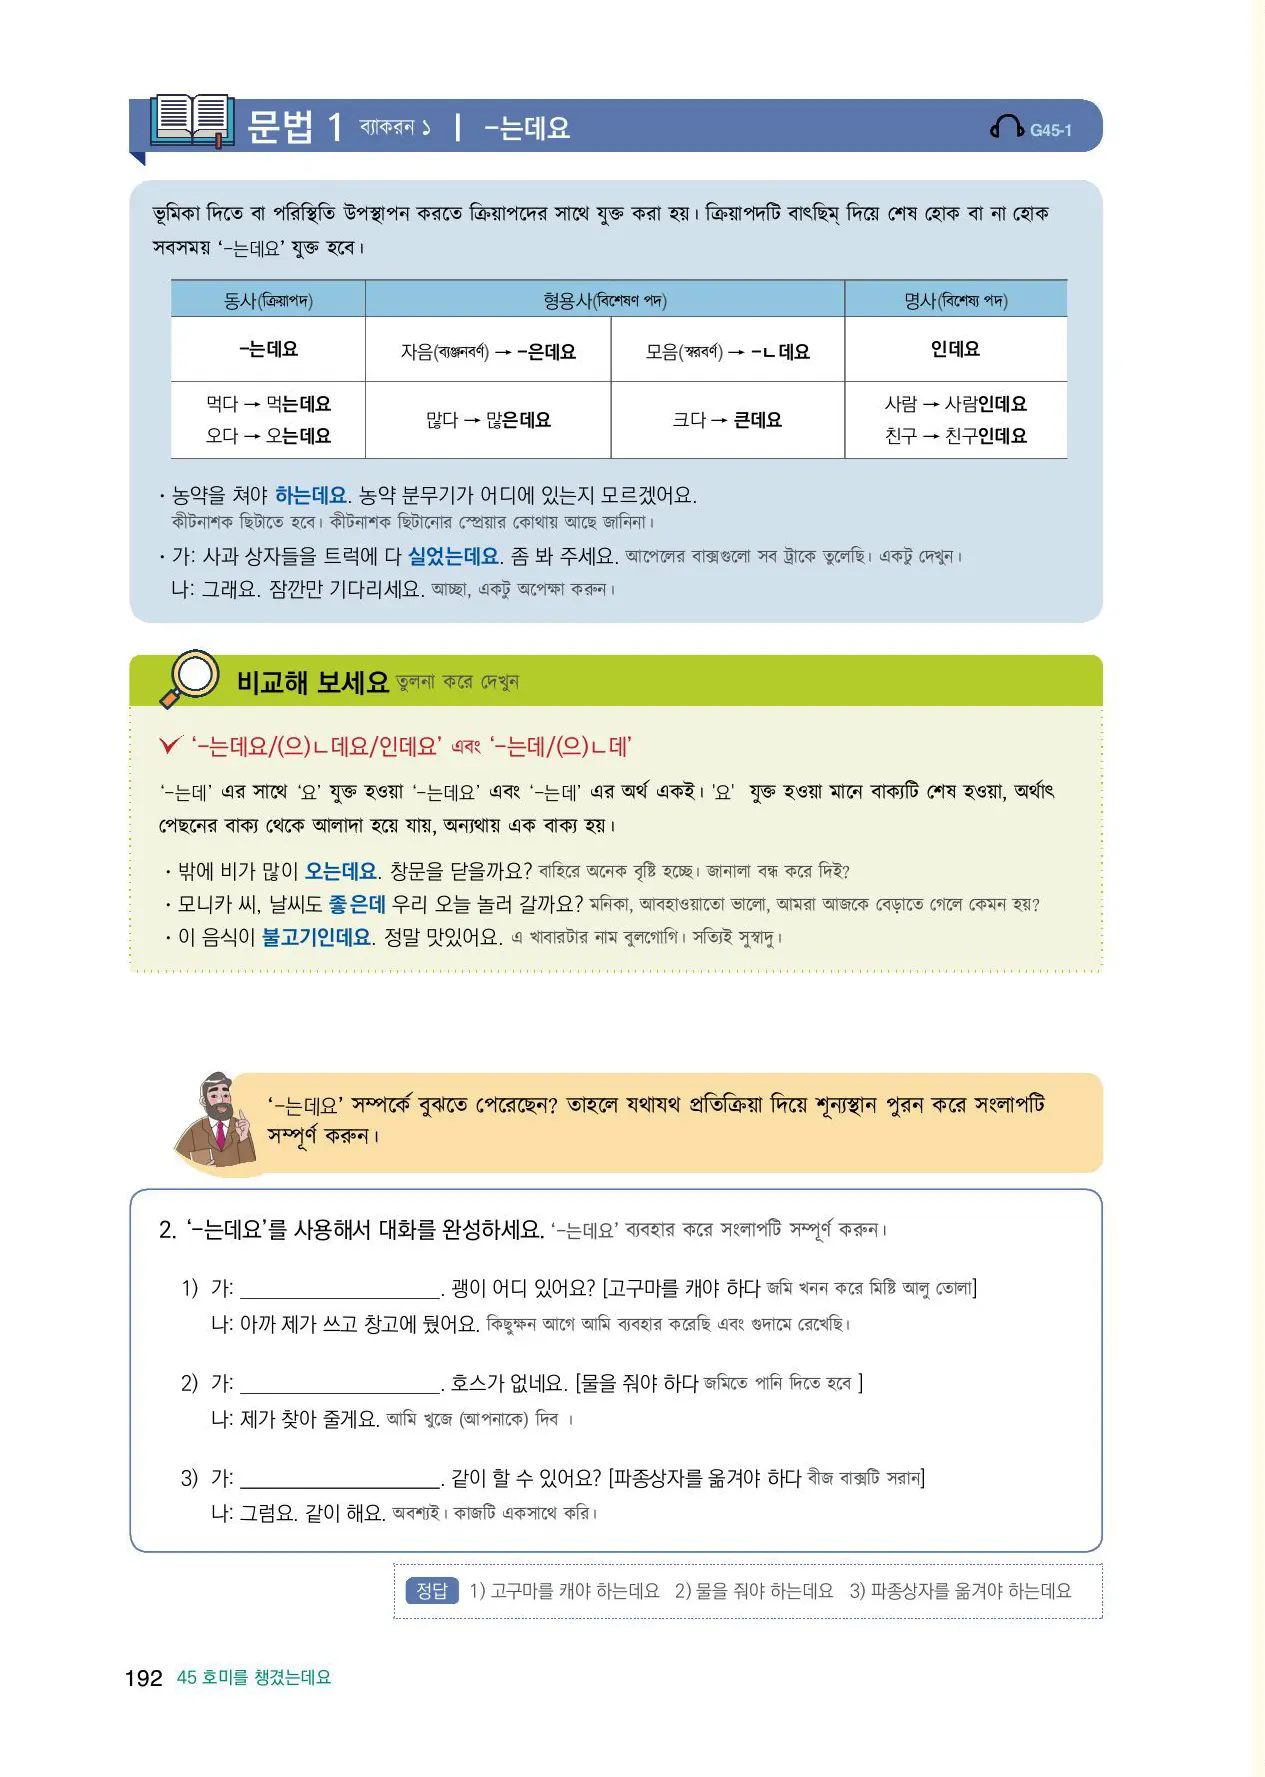 문법 1 ব্যাকরন ১ | -는데요
G45-1
ভূমিকা দিতে বা পরিস্থিতি উপস্থাপন করতে ক্রিয়াপদের সাথে যুক্ত করা হয়। ক্রিয়াপদটি বাৎছিম্ দিয়ে শেষ হোক বা না হোক
সবসময় ‘-는데요’ যুক্ত হবে।
동사(ক্রিয়াপদ) 형용사(বিশেষণ পদ) 명사(বিশেষ্য পদ)
-는데요 자음(ব্যঞ্জনবর্ণ) → -은데요 모음(স্বরবর্ণ) → -ㄴ데요 인데요
먹다 → 먹는데요
오다 → 오는데요
많다 → 많은데요
크다 → 큰데요
사람 → 사람인데요
친구 → 친구인데요
· 농약을 쳐야 하는데요. 농약 분무기가 어디에 있는지 모르겠어요.
কীটনাশক ছিটাতে হবে। কীটনাশক ছিটানোর স্প্রেয়ার কোথায় আছে জানিনা।
· 가: 사과 상자들을 트럭에 다 실었는데요. 좀 봐 주세요. আপেলের বাক্সগুলো সব ট্রাকে তুলেছি। একটু দেখুন।
나: 그래요. 잠깐만 기다리세요. আচ্ছা, একটু অপেক্ষা করুন।
비교해 보세요 তুলনা করে দেখুন
‘-는데요/(으)ㄴ데요/인데요’ এবং ‘-는데/(으)ㄴ데’
‘-는데’ এর সাথে ‘요’ যুক্ত হওয়া ‘-는데요’ এবং ‘-는데’ এর অর্থ একই। '요' যুক্ত হওয়া মানে বাক্যটি শেষ হওয়া, অর্থাৎ
পেছনের বাক্য থেকে আলাদা হয়ে যায়, অন্যথায় এক বাক্য হয়।
· 밖에 비가 많이 오는데요. 창문을 닫을까요? বাহিরে অনেক বৃষ্টি হচ্ছে। জানালা বন্ধ করে দিই?
· 모니카 씨, 날씨도 좋은데 우리 오늘 놀러 갈까요? মনিকা, আবহাওয়াতো ভালো, আমরা আজকে বেড়াতে গেলে কেমন হয়?
· 이 음식이 불고기인데요. 정말 맛있어요. এ খাবারটার নাম বুলগোগি। সত্যিই সুস্বাদু।
‘-는데요’ সম্পর্কে বুঝতে পেরেছেন? তাহলে যথাযথ প্রতিক্রিয়া দিয়ে শূন্যস্থান পুরন করে সংলাপটি
সম্পূর্ণ করুন।
2. ‘-는데요’를 사용해서 대화를 완성하세요. ‘-는데요’ ব্যবহার করে সংলাপটি সম্পূর্ণ করুন।
1) 가: ____________________. 괭이 어디 있어요? [고구마를 캐야 하다 জমি খনন করে মিষ্টি আলু তোলা]
나: 아까 제가 쓰고 창고에 뒀어요. কিছুক্ষন আগে আমি ব্যবহার করেছি এবং গুদামে রেখেছি।
2) 가: ____________________. 호스가 없네요. [물을 줘야 하다 জমিতে পানি দিতে হবে ]
나: 제가 찾아 줄게요. আমি খুজে (আপনাকে) দিব ।
3) 가: ____________________. 같이 할 수 있어요? [파종상자를 옮겨야 하다 বীজ বাক্সটি সরান]
나: 그럼요. 같이 해요. অবশ্যই। কাজটি একসাথে করি।
정답 1) 고구마를 캐야 하는데요 2) 물을 줘야 하는데요 3) 파종상자를 옮겨야 하는데요
192 45 호미를 챙겼는데요